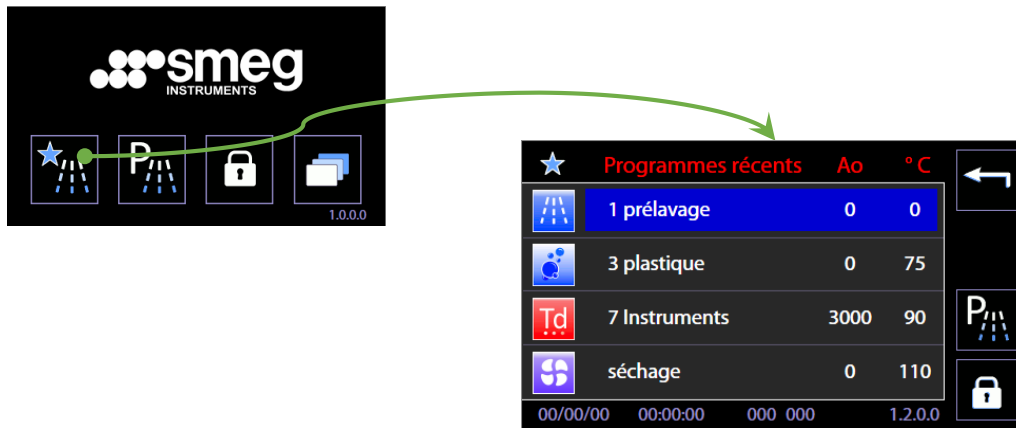 smeg
INSTRUMENTS
P
1.0.0.0
Programmes récents Ao °C
1 prélavage 0 0
3 plastique 0 75
Td 7 Instruments 3000 90
P
séchage 0 110
00/00/00 00:00:00 000 000 1.2.0.0